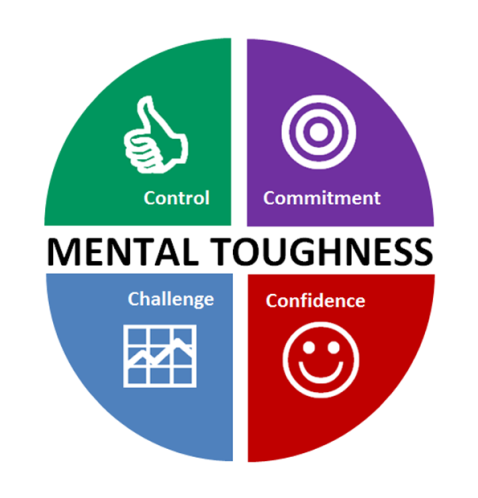 Control
Commitment
MENTAL TOUGHNESS
Challenge
Confidence